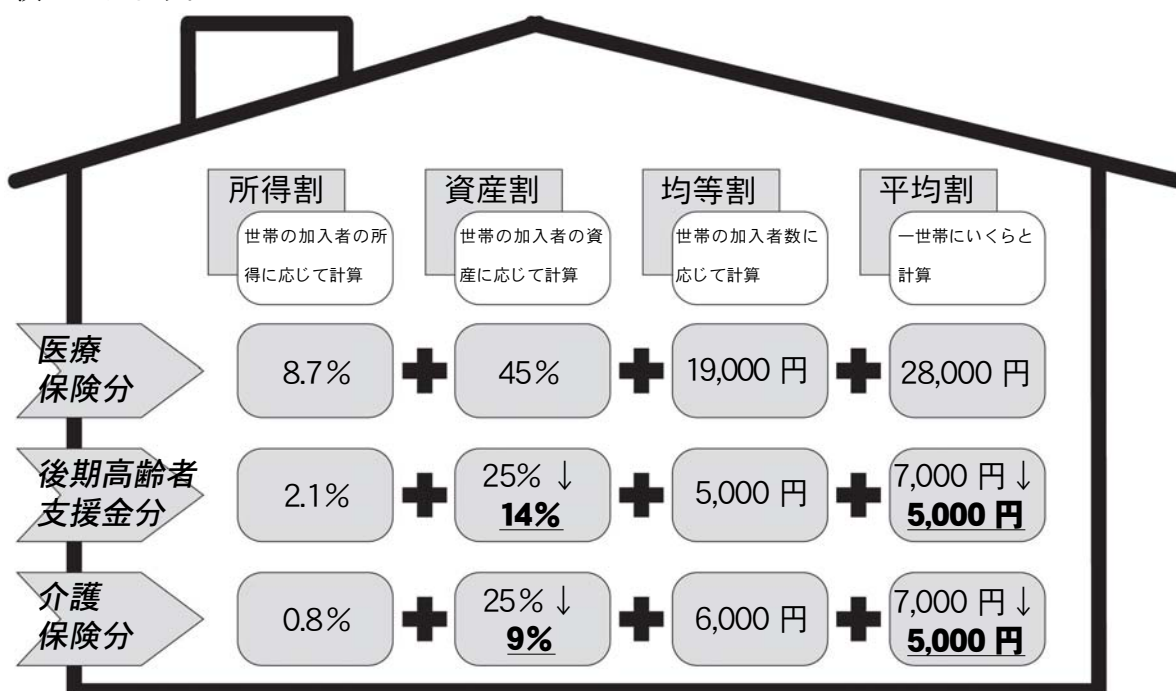 所得割
世帯の加入者の所
得に応じて計算
資産割
世帯の加入者の資
産に応じて計算
均等割
世帯の加入者数に
応じて計算
平均割
一世帯にいくらと
計算
医療
保険分
8.7%
45%
19,000 円
28,000 円
後期高齢者
支援金分
2.1%
25% ↓
14%
5,000 円
7,000 円 ↓
5,000 円
介護
保険分
0.8%
25% ↓
9%
6,000 円
7,000 円 ↓
5,000 円